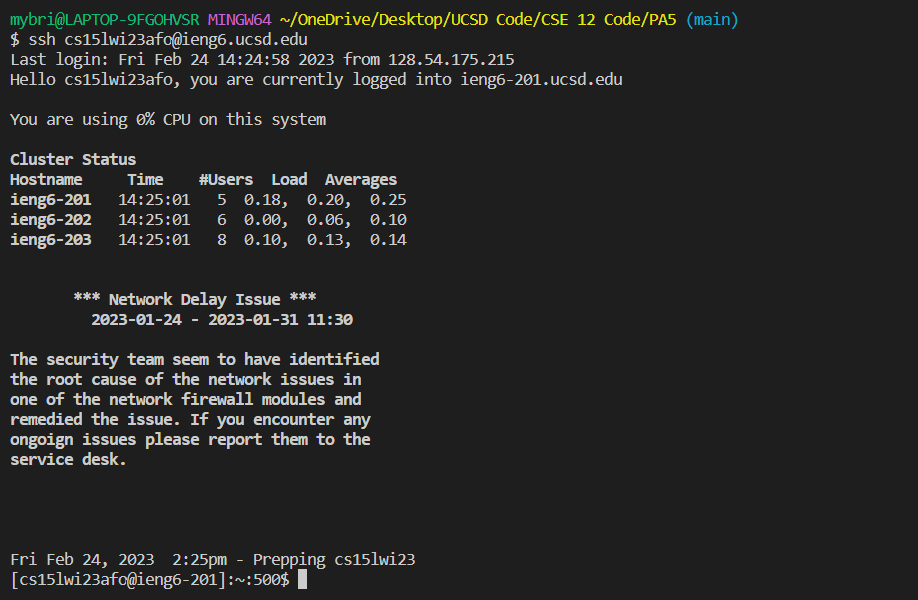 mybri@LAPTOP-9FGOHVSR MINGW64 ~/OneDrive/Desktop/UCSD Code/CSE 12 Code/PA5 (main)
$ ssh cs15lwi23afo@ieng6.ucsd.edu
Last login: Fri Feb 24 14:24:58 2023 from 128.54.175.215
Hello cs15lwi23afo, you are currently logged into ieng6-201.ucsd.edu
You are using 0% CPU on this system
Cluster Status
Hostname     Time    #Users  Load  Averages
ieng6-201   14:25:01   5  0.18,  0.20,  0.25
ieng6-202   14:25:01   6  0.00,  0.06,  0.10
ieng6-203   14:25:01   8  0.10,  0.13,  0.14
*** Network Delay Issue ***
2023-01-24 - 2023-01-31 11:30
The security team seem to have identified
the root cause of the network issues in
one of the network firewall modules and
remedied the issue. If you encounter any
ongoign issues please report them to the
service desk.
Fri Feb 24, 2023  2:25pm - Prepping cs15lwi23
[cs15lwi23afo@ieng6-201]:~:500$